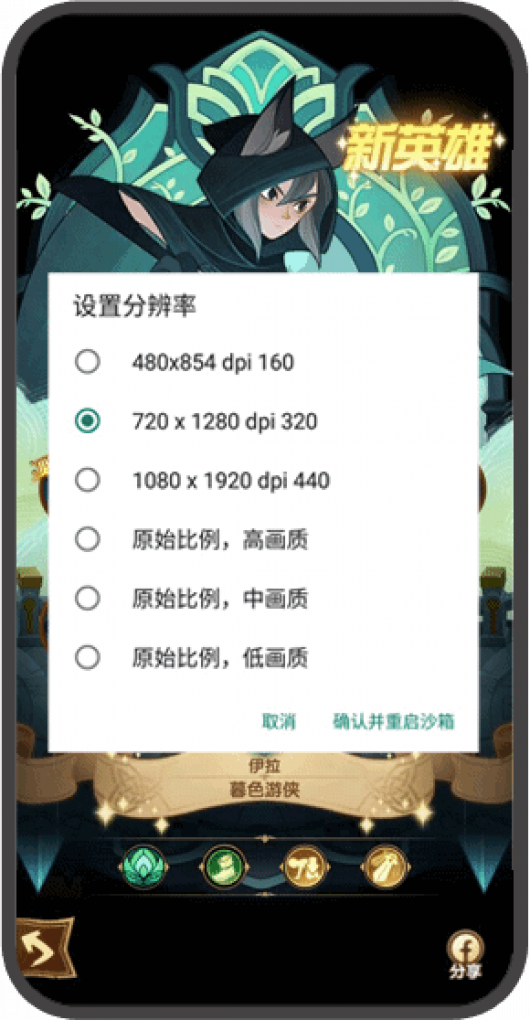 新英雄
设置分辨率
480x854 dpi 160
720 x 1280 dpi 320
1080 x 1920 dpi 440
原始比例，高画质
原始比例，中画质
原始比例，低画质
取消 确认并重启沙箱
伊拉
暮色游侠
f
分享